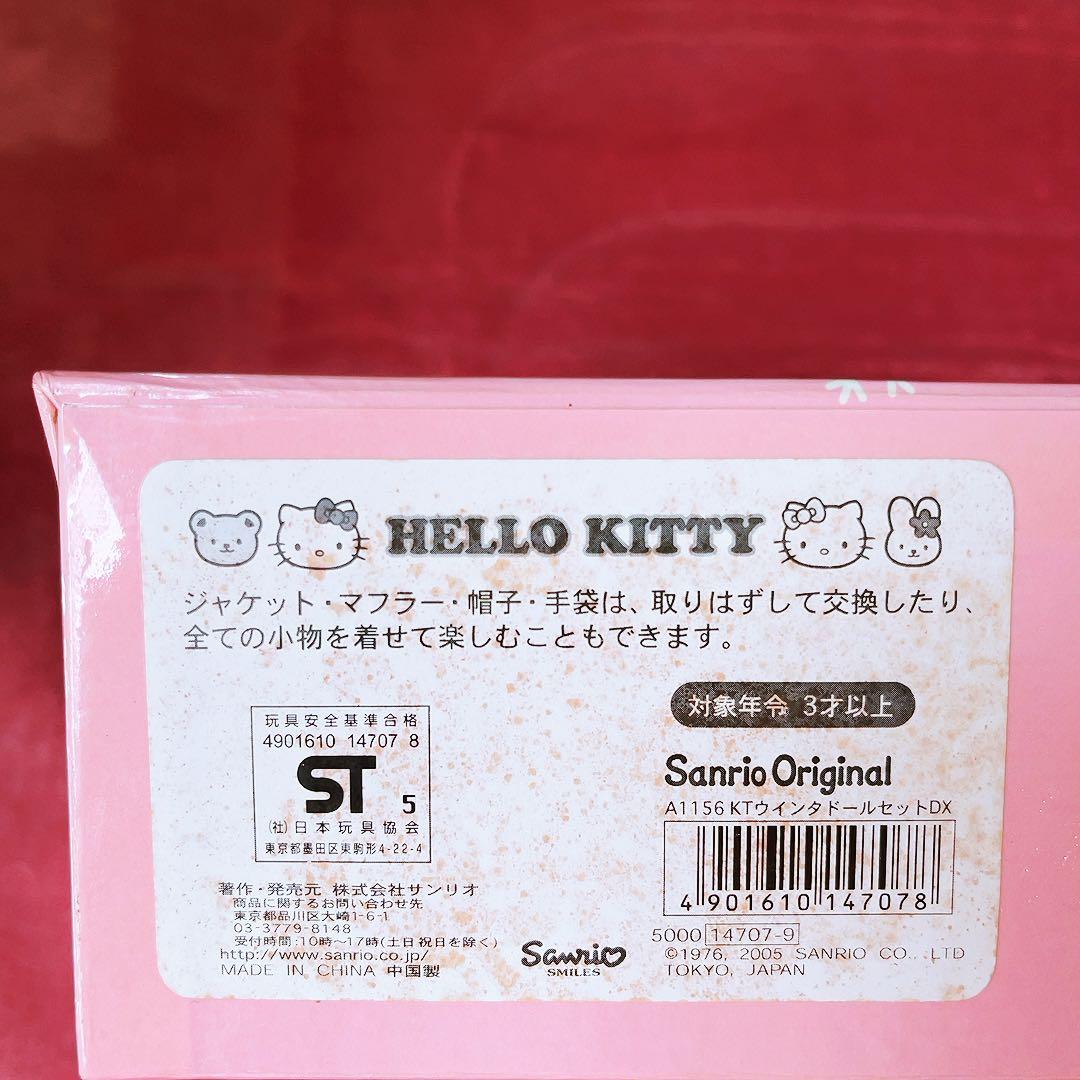 HELLO KITTY
ジャケット・マフラー・帽子・手袋は、取りはずして交換したり、
全ての小物を着せて楽しむこともできます。
対象年令 3才以上
玩具安全基準合格
4901610 14707 8
ST 5
(社)日本玩具協会
東京都墨田区東駒形4-22-4
Sanrio Original
A1156 KTウインタドールセットDX
4 901610 147078
5000 14707-9
©1976, 2005 SANRIO CO., LTD
TOKYO, JAPAN
著作・発売元 株式会社サンリオ
商品に関するお問い合わせ先
東京都品川区大崎1-6-1
03-3779-8148
受付時間:10時〜17時(土日祝日を除く)
http://www.sanrio.co.jp/
MADE IN CHINA 中国製
Sanrio
SMILES